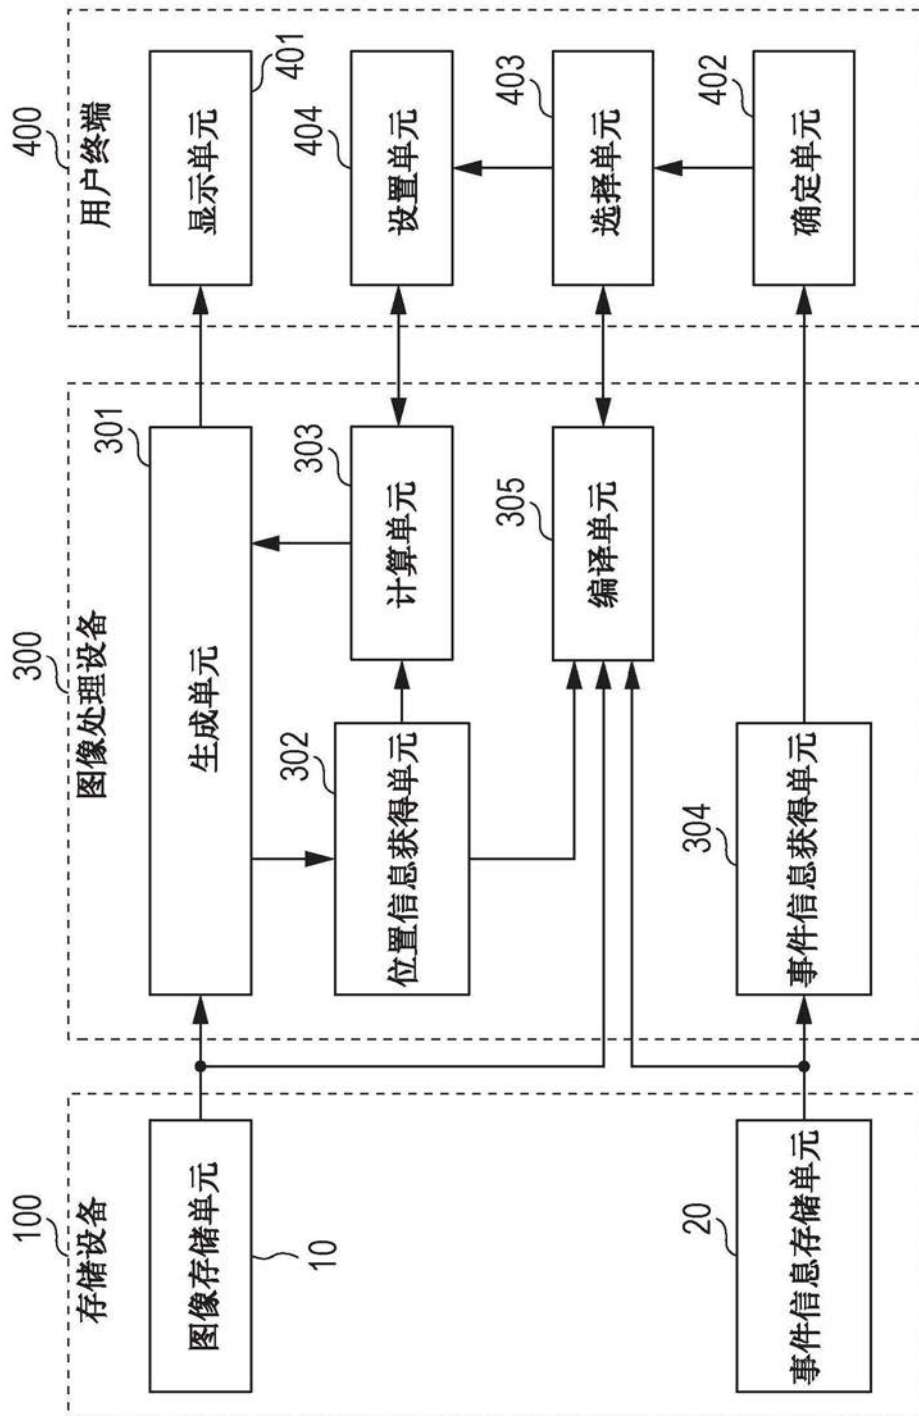 100
存储设备
图像存储单元
10
事件信息存储单元
20
300
图像处理设备
生成单元
301
位置信息获得单元
302
计算单元
303
编译单元
305
事件信息获得单元
304
400
用户终端
显示单元
401
设置单元
404
选择单元
403
确定单元
402